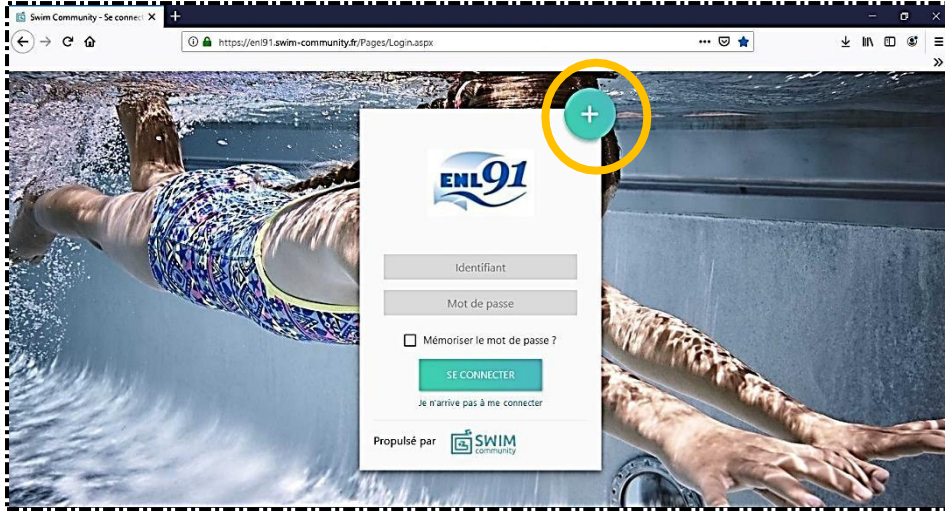 Swim Community - Se connect
https://enl91.swim-community.fr/Pages/Login.aspx
ENL91
Identifiant
Mot de passe
Mémoriser le mot de passe ?
SE CONNECTER
Je n'arrive pas à me connecter
Propulsé par
SWIM
community